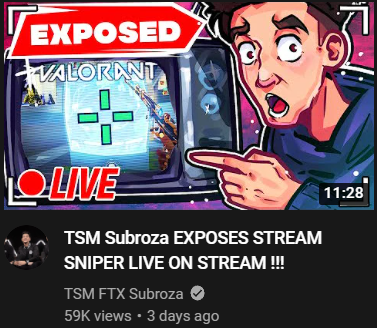 EXPOSED
VALORANT
LIVE
11:28
TSM Subroza EXPOSES STREAM
SNIPER LIVE ON STREAM !!!
TSM FTX Subroza
59K views • 3 days ago